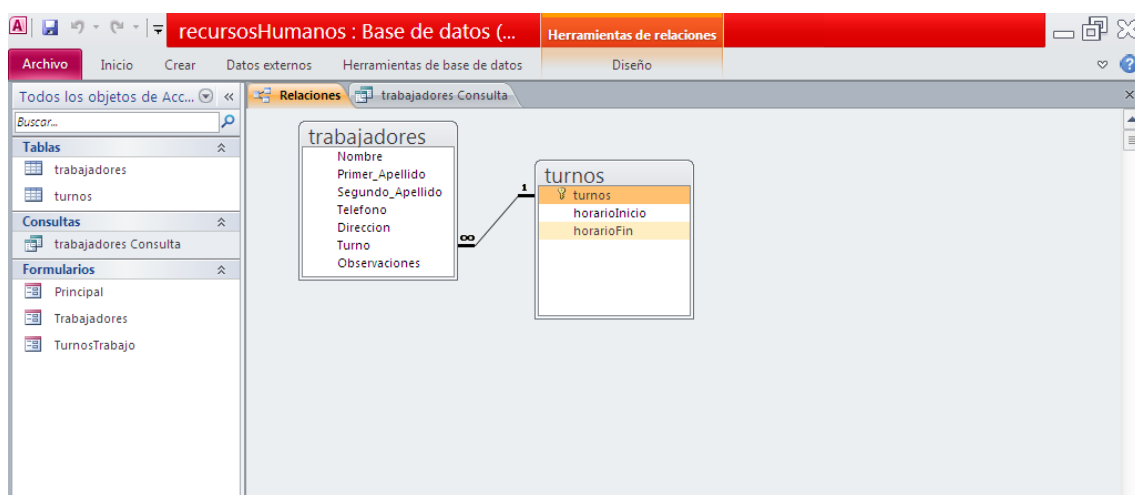 A
recursosHumanos : Base de datos (...
Herramientas de relaciones
Archivo Inicio Crear Datos externos Herramientas de base de datos Diseño
Todos los objetos de Acc... «
Relaciones trabajadores Consulta
Buscar...
Tablas
trabajadores
turnos
Consultas
trabajadores Consulta
Formularios
Principal
Trabajadores
TurnosTrabajo
trabajadores
Nombre
Primer_Apellido
Segundo_Apellido
Telefono
Direccion
Turno
Observaciones
∞
1
turnos
turnos
horarioInicio
horarioFin